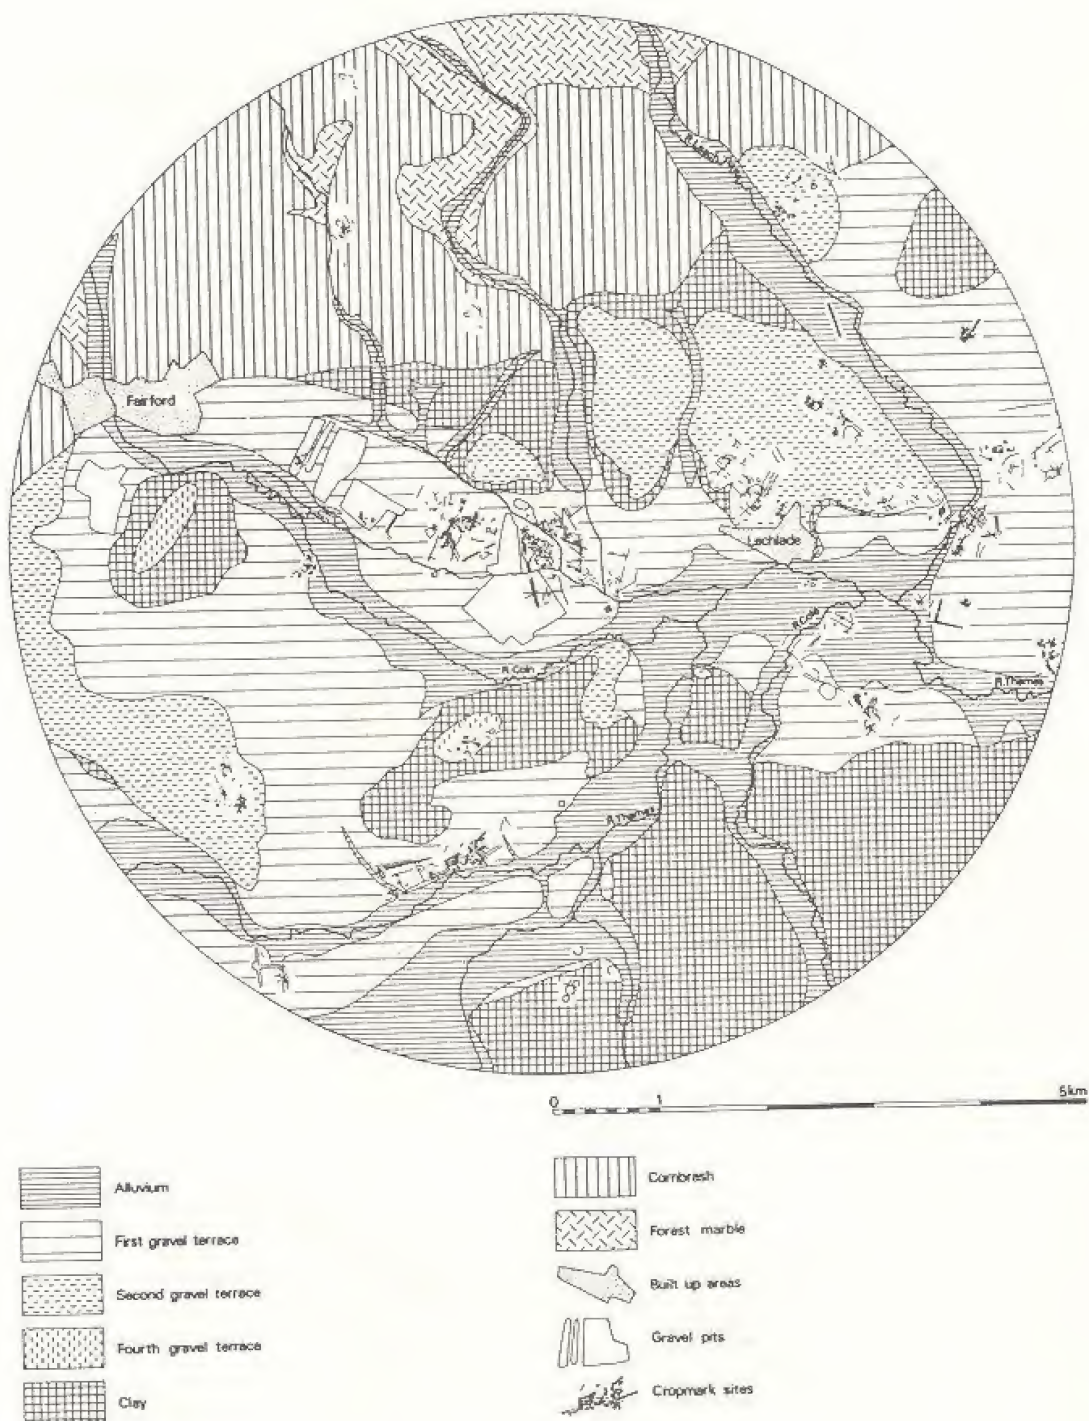 R. Leach
Fairford
Lechlade
R. Cole
R. Coln
R. Thames
R. Thames
0 1 5km
Alluvium
First gravel terrace
Second gravel terrace
Fourth gravel terrace
Clay
Cornbrash
Forest marble
Built up areas
Gravel pits
Cropmark sites